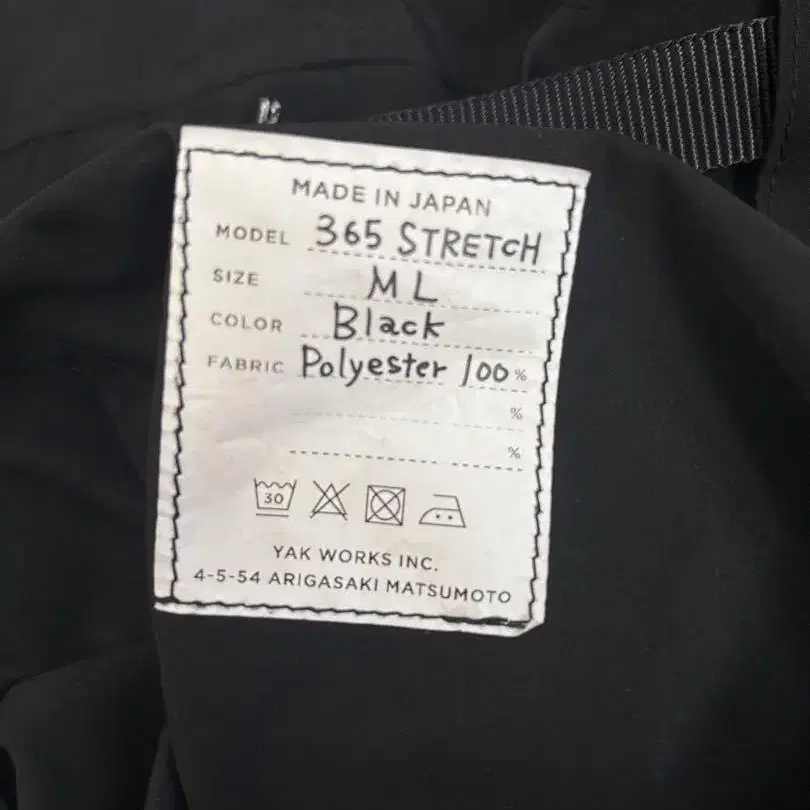 MADE IN JAPAN
MODEL 365 STRETCH
SIZE ML
COLOR Black
FABRIC Polyester 100%
%
%
30
YAK WORKS INC.
4-5-54 ARIGASAKI MATSUMOTO